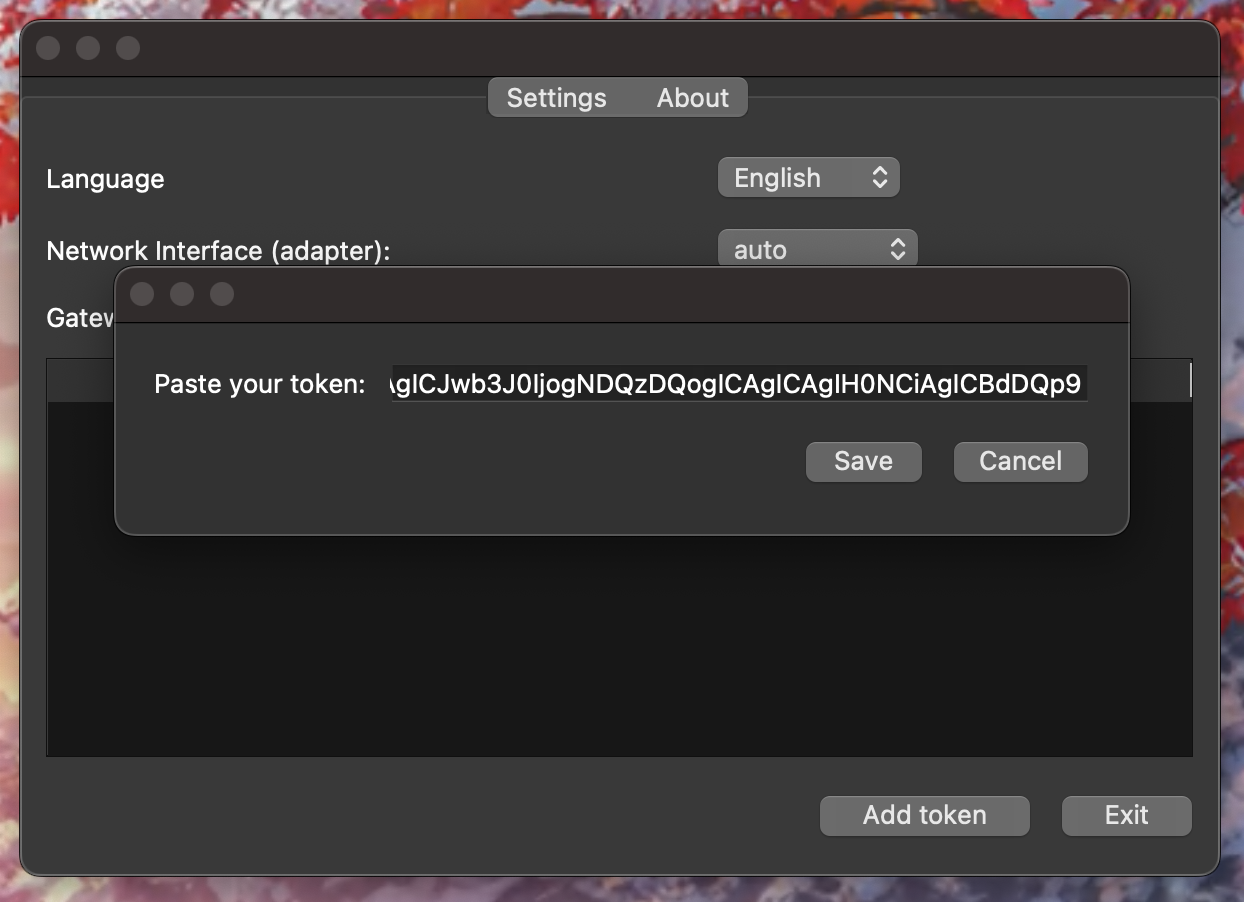 Settings About
Language English
Network Interface (adapter): auto
Gatew
Paste your token: AgICJwb3J0IjogNDQzDQogICAgICAgIH0NCiAgICBdDQp9
Save Cancel
Add token Exit